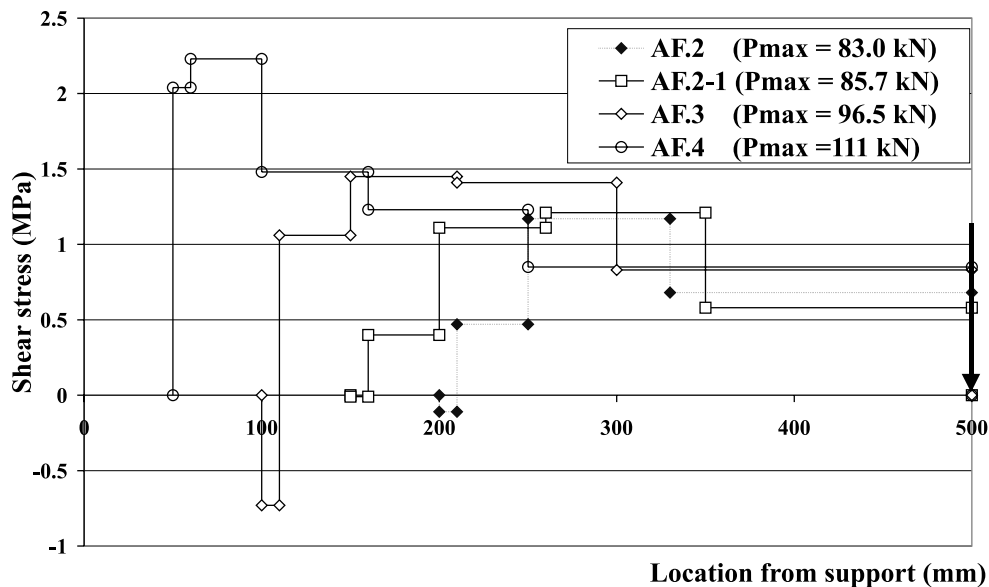 2.5
2
1.5
1
0.5
0
-0.5
-1
Shear stress (MPa)
AF.2 (Pmax = 83.0 kN)
AF.2-1 (Pmax = 85.7 kN)
AF.3 (Pmax = 96.5 kN)
AF.4 (Pmax =111 kN)
0 100 200 300 400 500
Location from support (mm)